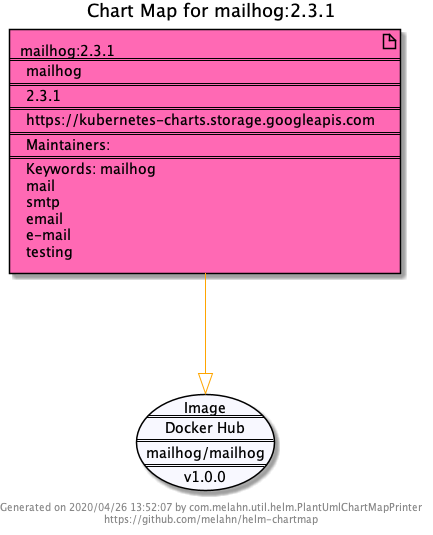 Chart Map for mailhog:2.3.1
mailhog:2.3.1
mailhog
2.3.1
https://kubernetes-charts.storage.googleapis.com
Maintainers:
Keywords: mailhog
mail
smtp
email
e-mail
testing
Image
Docker Hub
mailhog/mailhog
v1.0.0
Generated on 2020/04/26 13:52:07 by com.melahn.util.helm.PlantUmlChartMapPrinter
https://github.com/melahn/helm-chartmap